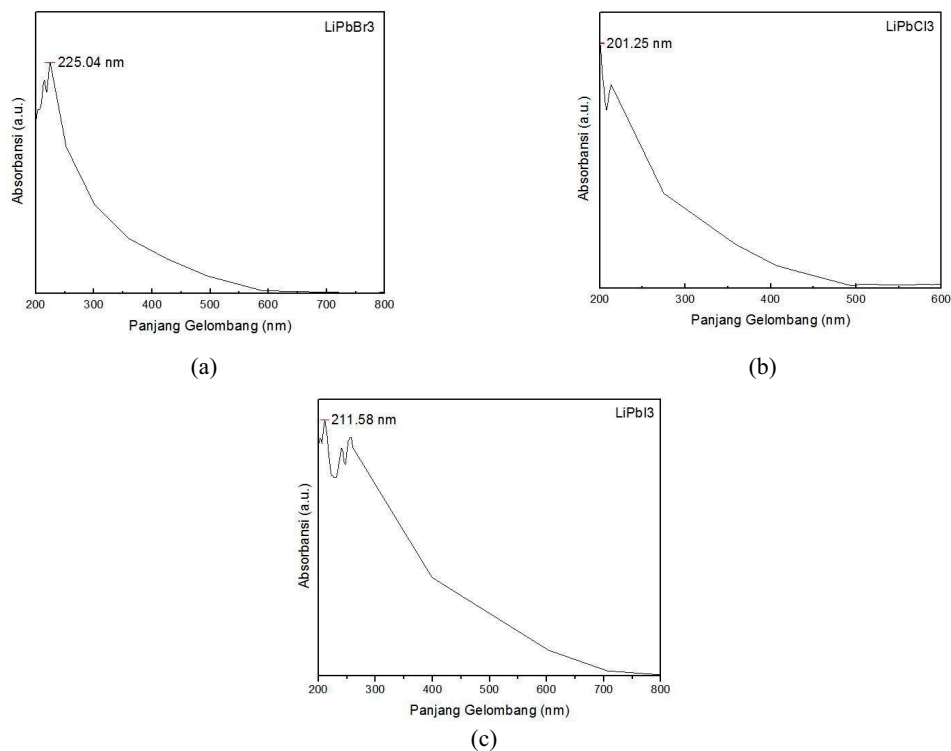 LiPbBr3
225.04 nm
Absorbansi (a.u.)
200 300 400 500 600 700 800
Panjang Gelombang (nm)
(a)
LiPbCl3
201.25 nm
Absorbansi (a.u.)
200 300 400 500 600
Panjang Gelombang (nm)
(b)
LiPbI3
211.58 nm
Absorbansi (a.u.)
200 300 400 500 600 700 800
Panjang Gelombang (nm)
(c)